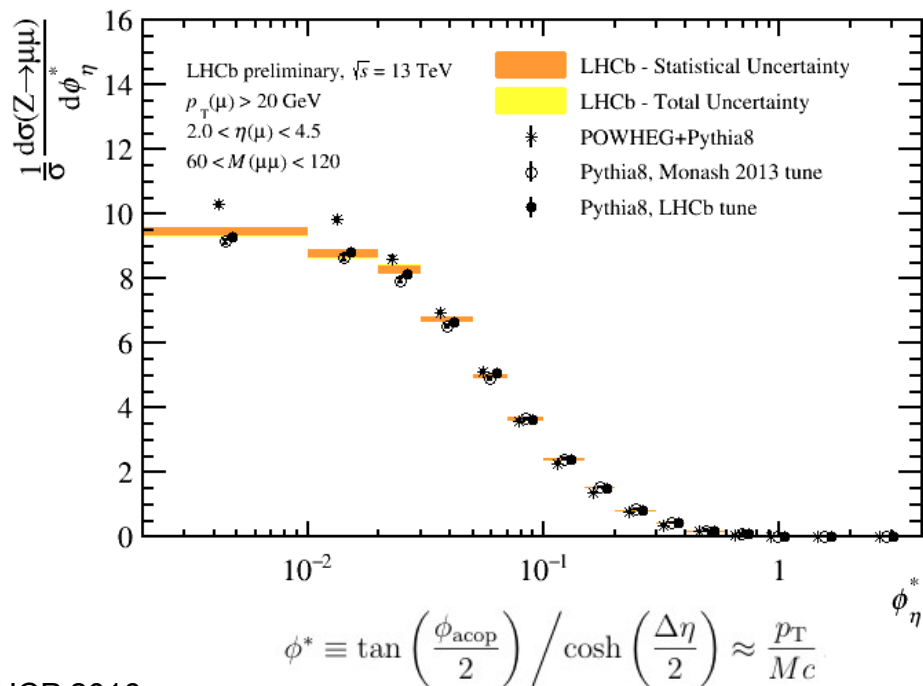 16
14
12
10
8
6
4
2
0
1/σ dσ(Z→μμ)/dϕ*η
LHCb preliminary, √s = 13 TeV
pT(μ) > 20 GeV
2.0 < η(μ) < 4.5
60 < M(μμ) < 120
LHCb - Statistical Uncertainty
LHCb - Total Uncertainty
POWHEG+Pythia8
Pythia8, Monash 2013 tune
Pythia8, LHCb tune
10⁻² 10⁻¹ 1
ϕ*η
ϕ* ≡ tan (ϕacop/2) / cosh (Δη/2) ≈ pT/Mc